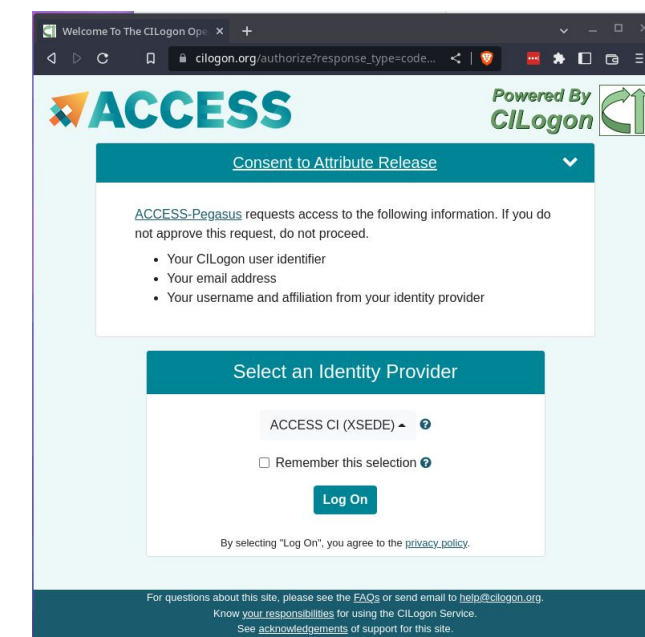 Welcome To The CILogon Ope
cilogon.org/authorize?response_type=code...
ACCESS
Powered By
CILogon
Consent to Attribute Release
ACCESS-Pegasus requests access to the following information. If you do
not approve this request, do not proceed.
• Your CILogon user identifier
• Your email address
• Your username and affiliation from your identity provider
Select an Identity Provider
ACCESS CI (XSEDE)
Remember this selection
Log On
By selecting "Log On", you agree to the privacy policy.
For questions about this site, please see the FAQs or send email to help@cilogon.org.
Know your responsibilities for using the CILogon Service.
See acknowledgements of support for this site.